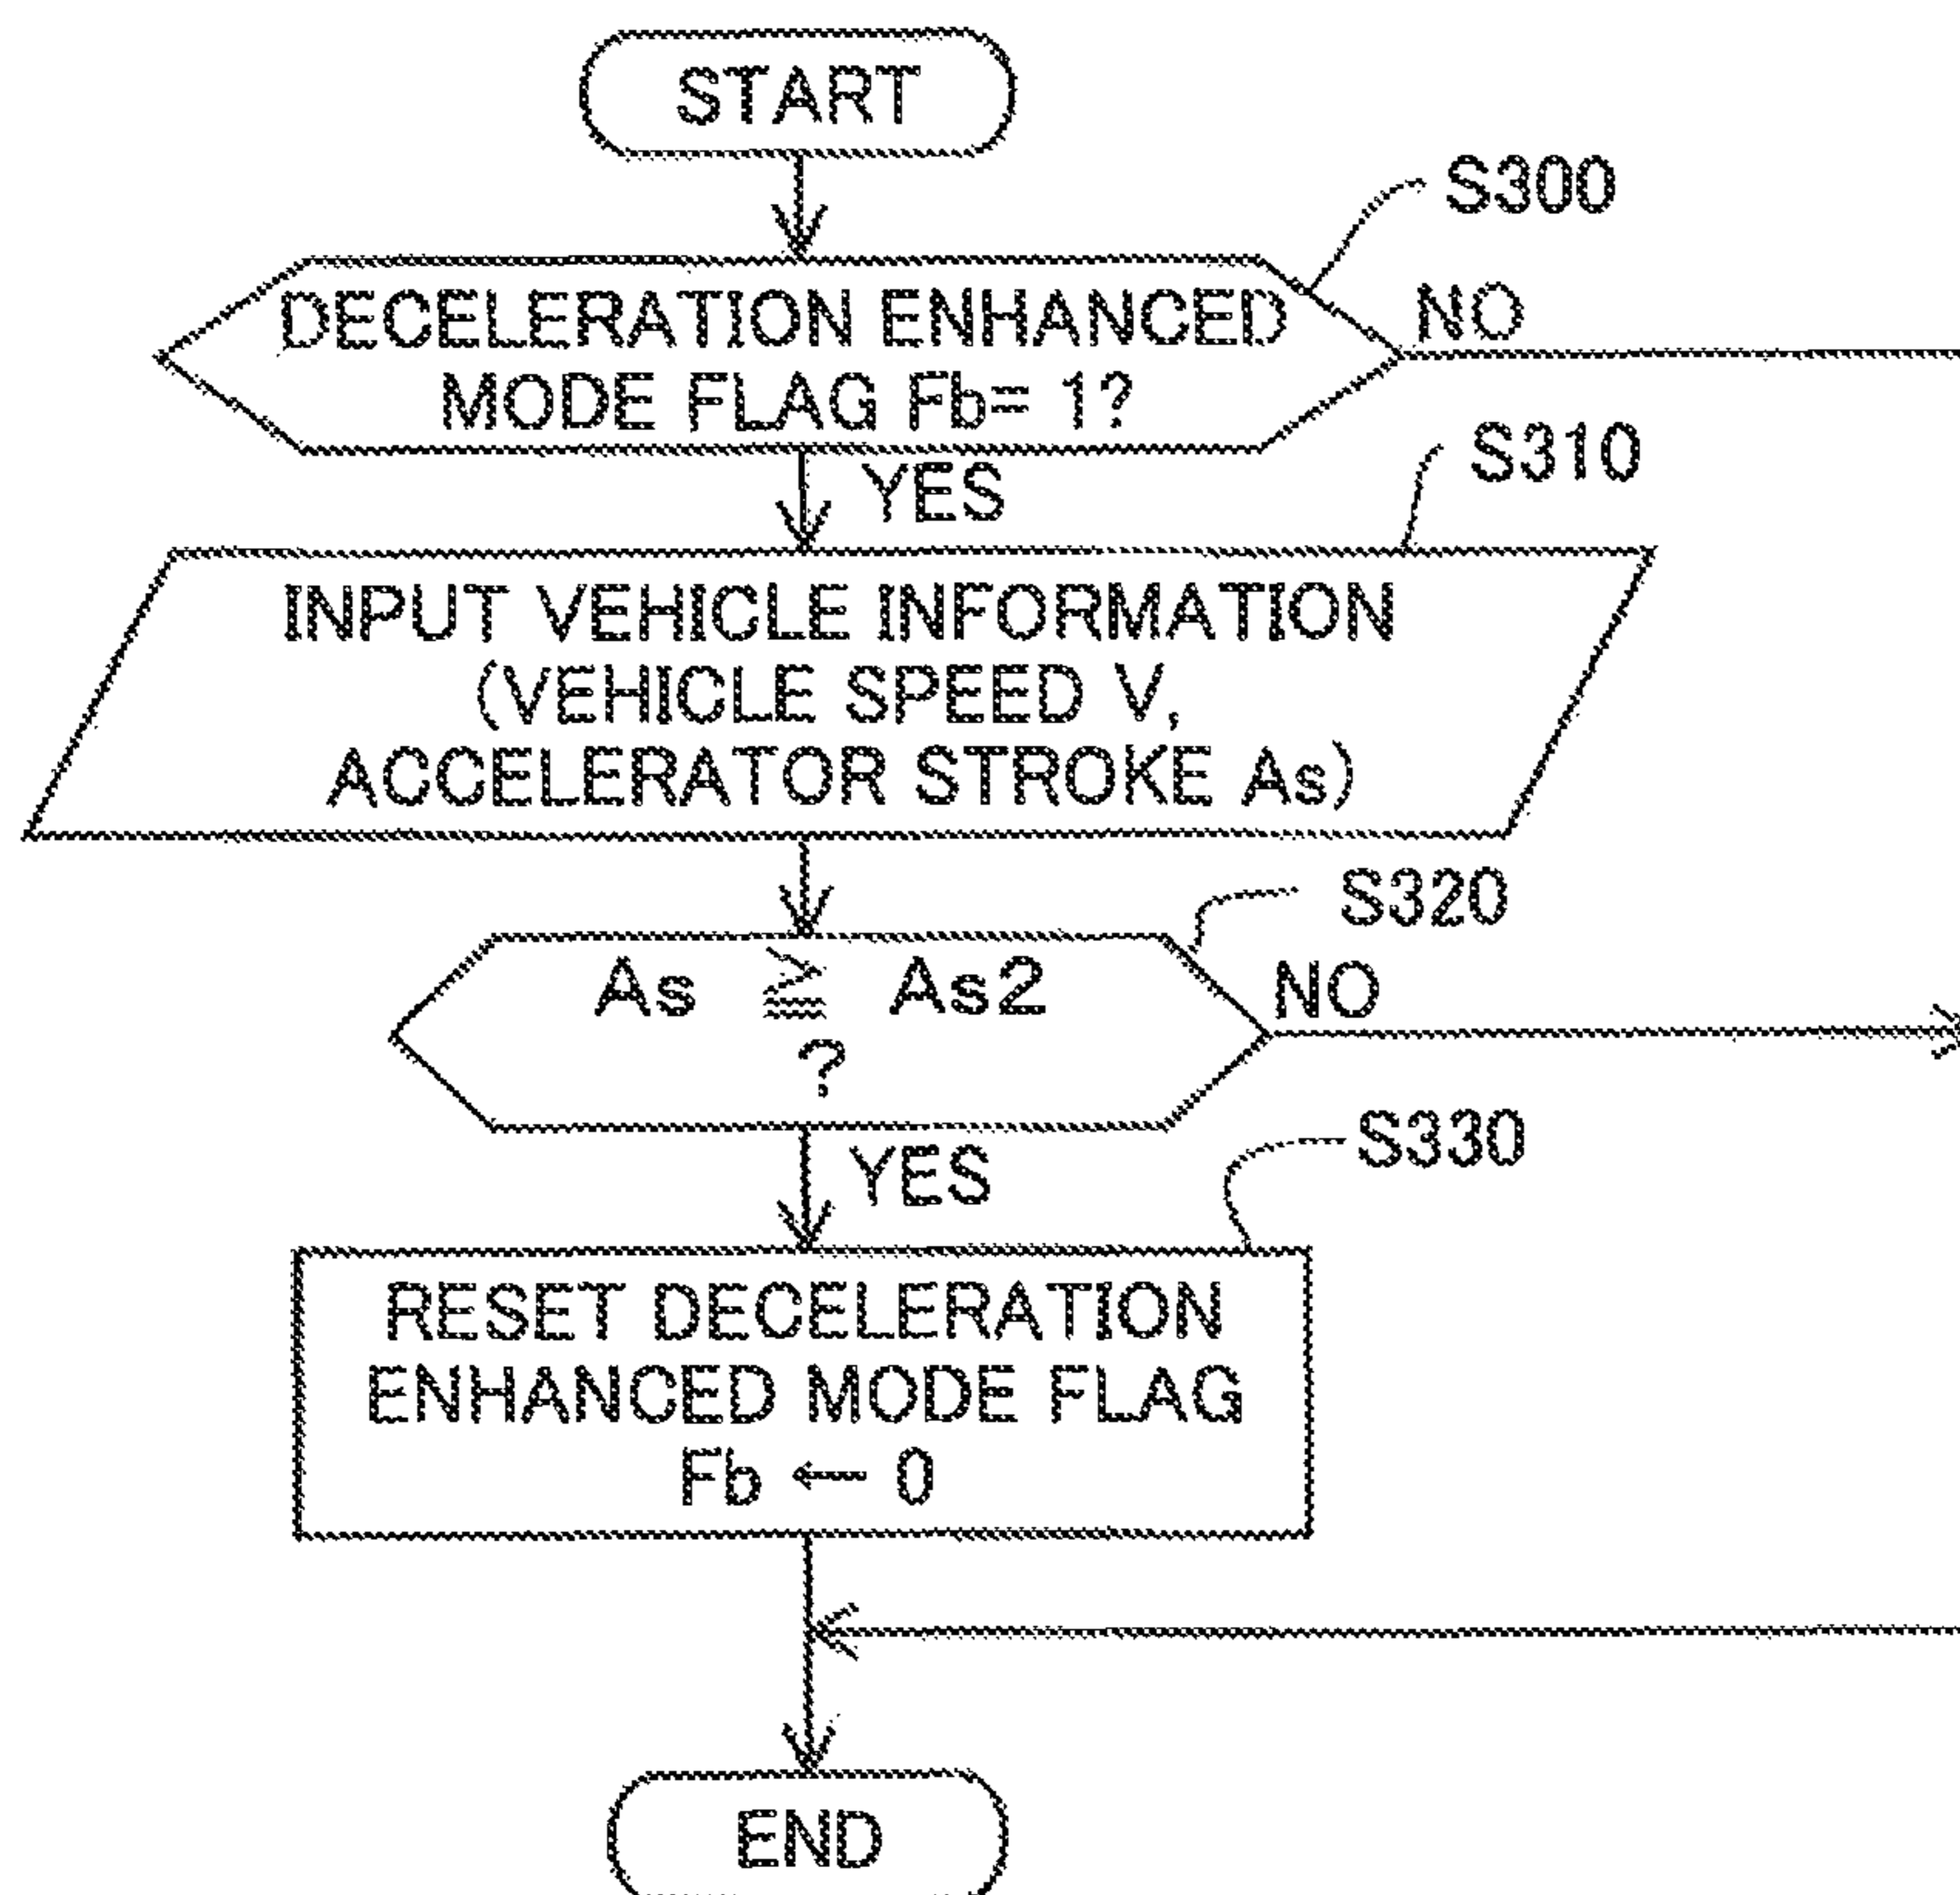 START
S300
DECELERATION ENHANCED
MODE FLAG Fb= 1?
NO
YES
S310
INPUT VEHICLE INFORMATION
(VEHICLE SPEED V,
ACCELERATOR STROKE As)
S320
As ≧ As2
?
NO
YES
S330
RESET DECELERATION
ENHANCED MODE FLAG
Fb ← 0
END